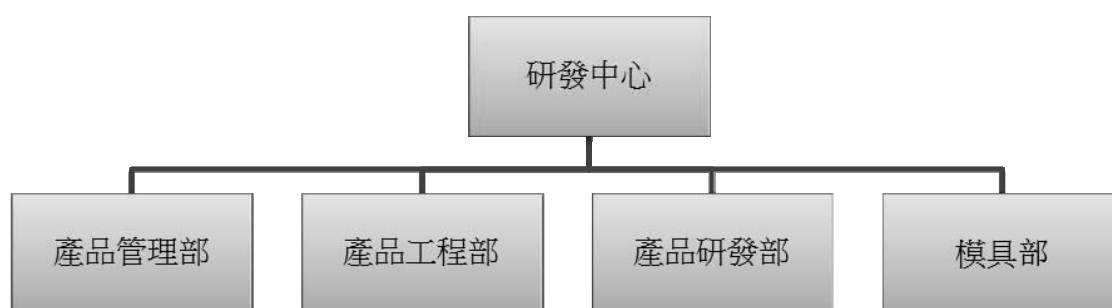 研發中心
產品管理部
產品工程部
產品研發部
模具部